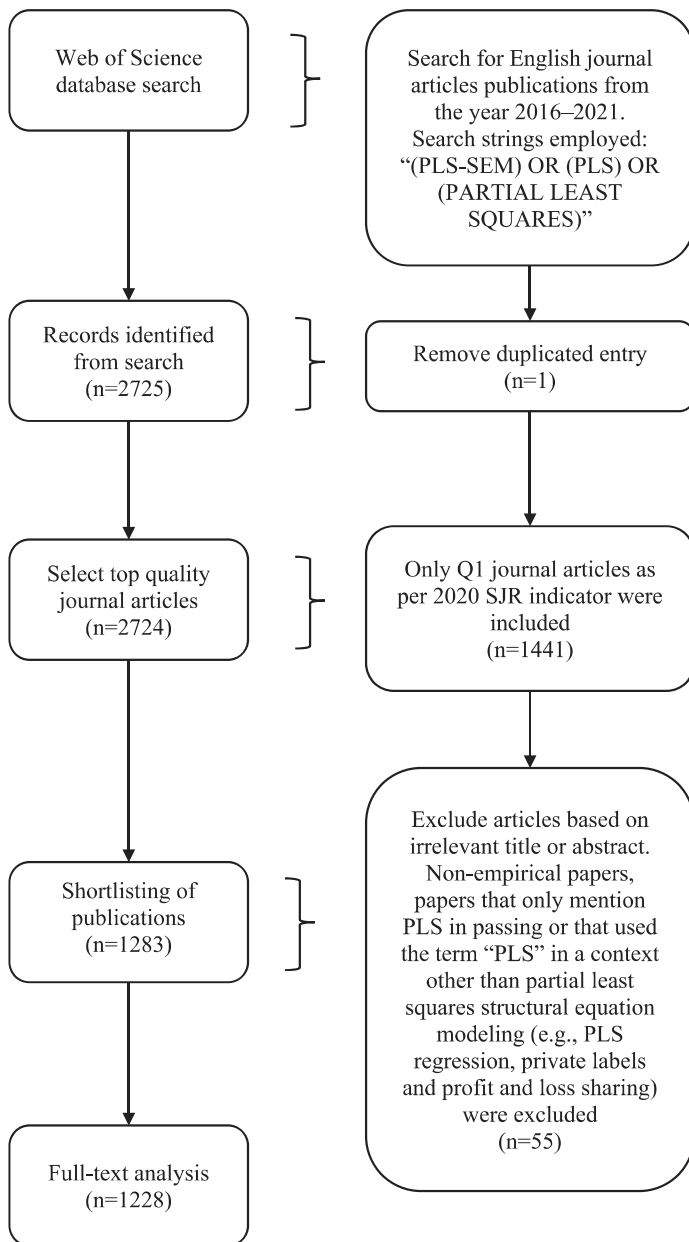 Web of Science
database search
Search for English journal
articles publications from
the year 2016–2021.
Search strings employed:
“(PLS-SEM) OR (PLS) OR
(PARTIAL LEAST
SQUARES)”
Records identified
from search
(n=2725)
Remove duplicated entry
(n=1)
Select top quality
journal articles
(n=2724)
Only Q1 journal articles as
per 2020 SJR indicator were
included
(n=1441)
Shortlisting of
publications
(n=1283)
Exclude articles based on
irrelevant title or abstract.
Non-empirical papers,
papers that only mention
PLS in passing or that used
the term “PLS” in a context
other than partial least
squares structural equation
modeling (e.g., PLS
regression, private labels
and profit and loss sharing)
were excluded
(n=55)
Full-text analysis
(n=1228)